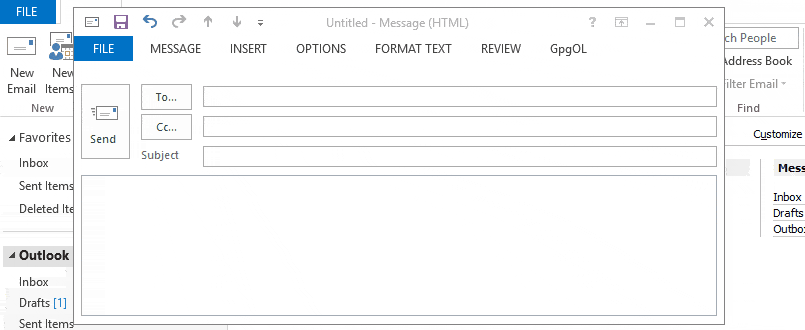 FILE
New Email
New Items
New
Favorites
Inbox
Sent Items
Deleted Ite
Outlook
Inbox
Drafts [1]
Sent Items
Untitled - Message (HTML)
?
FILE MESSAGE INSERT OPTIONS FORMAT TEXT REVIEW GpgOL
Send
To...
Cc...
Subject
ch People
Address Book
Filter Email
Find
Customize
Mess
Inbox
Drafts
Outbo